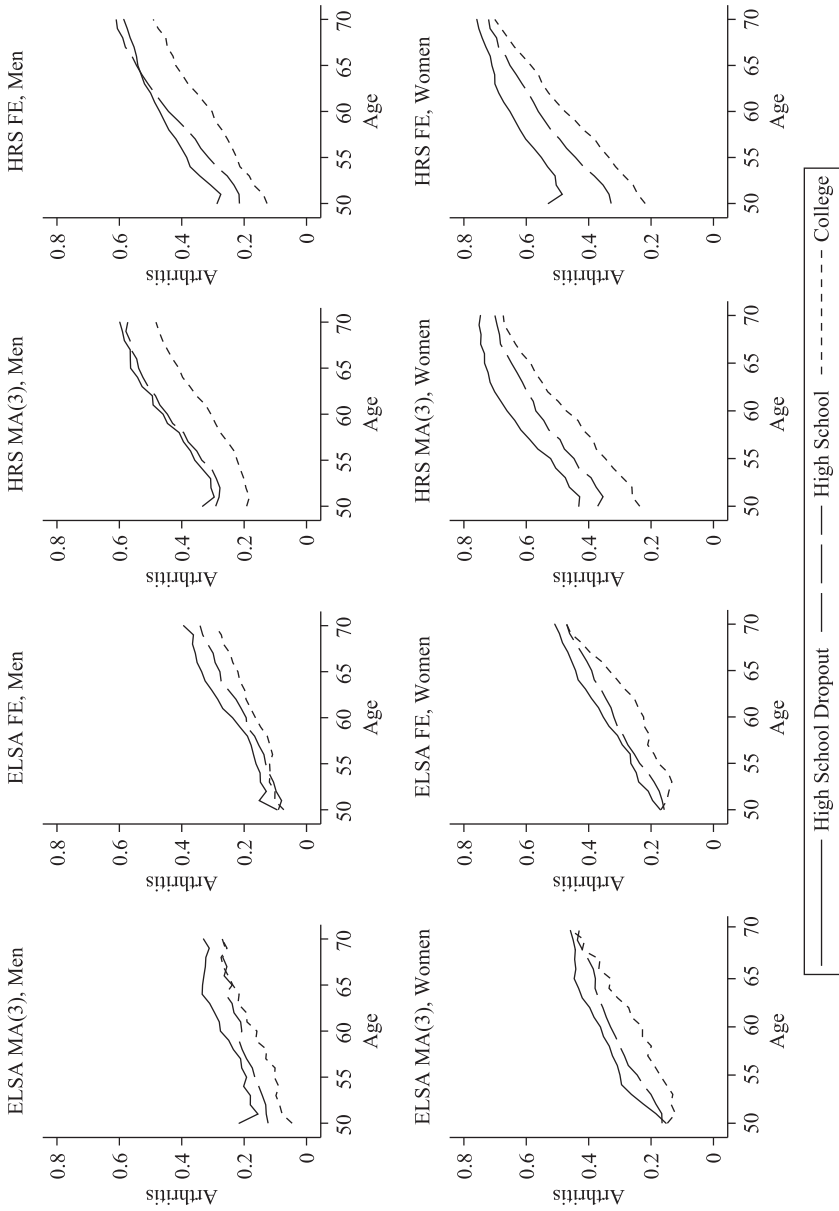 ELSA MA(3), Men
Arthritis
0.8
0.6
0.4
0.2
0
50 55 60 65 70
Age
ELSA FE, Men
Arthritis
0.8
0.6
0.4
0.2
0
50 55 60 65 70
Age
HRS MA(3), Men
Arthritis
0.8
0.6
0.4
0.2
0
50 55 60 65 70
Age
HRS FE, Men
Arthritis
0.8
0.6
0.4
0.2
0
50 55 60 65 70
Age
ELSA MA(3), Women
Arthritis
0.8
0.6
0.4
0.2
0
50 55 60 65 70
Age
ELSA FE, Women
Arthritis
0.8
0.6
0.4
0.2
0
50 55 60 65 70
Age
HRS MA(3), Women
Arthritis
0.8
0.6
0.4
0.2
0
50 55 60 65 70
Age
HRS FE, Women
Arthritis
0.8
0.6
0.4
0.2
0
50 55 60 65 70
Age
High School Dropout High School College